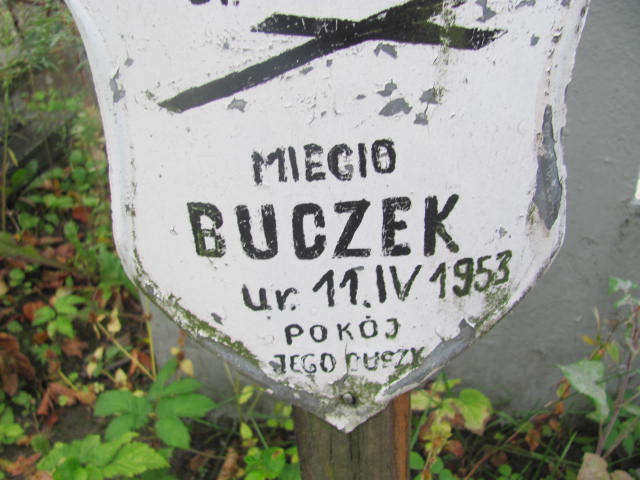 MIECIO
BUCZEK
ur. 11.IV 1953
POKÓJ
JEGO DUSZY